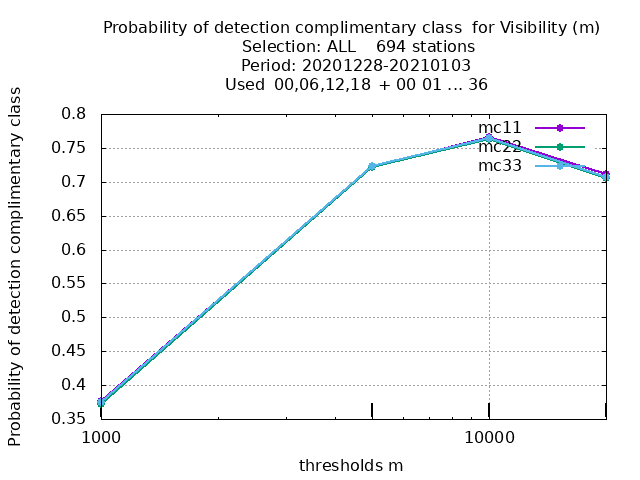 Probability of detection complimentary class  for Visibility (m)
Selection: ALL    694 stations
Period: 20201228-20210103
Used  00,06,12,18 + 00 01 ... 36
Probability of detection complimentary class
0.8
0.75
0.7
0.65
0.6
0.55
0.5
0.45
0.4
0.35
mc11
mc22
mc33
1000
10000
thresholds m